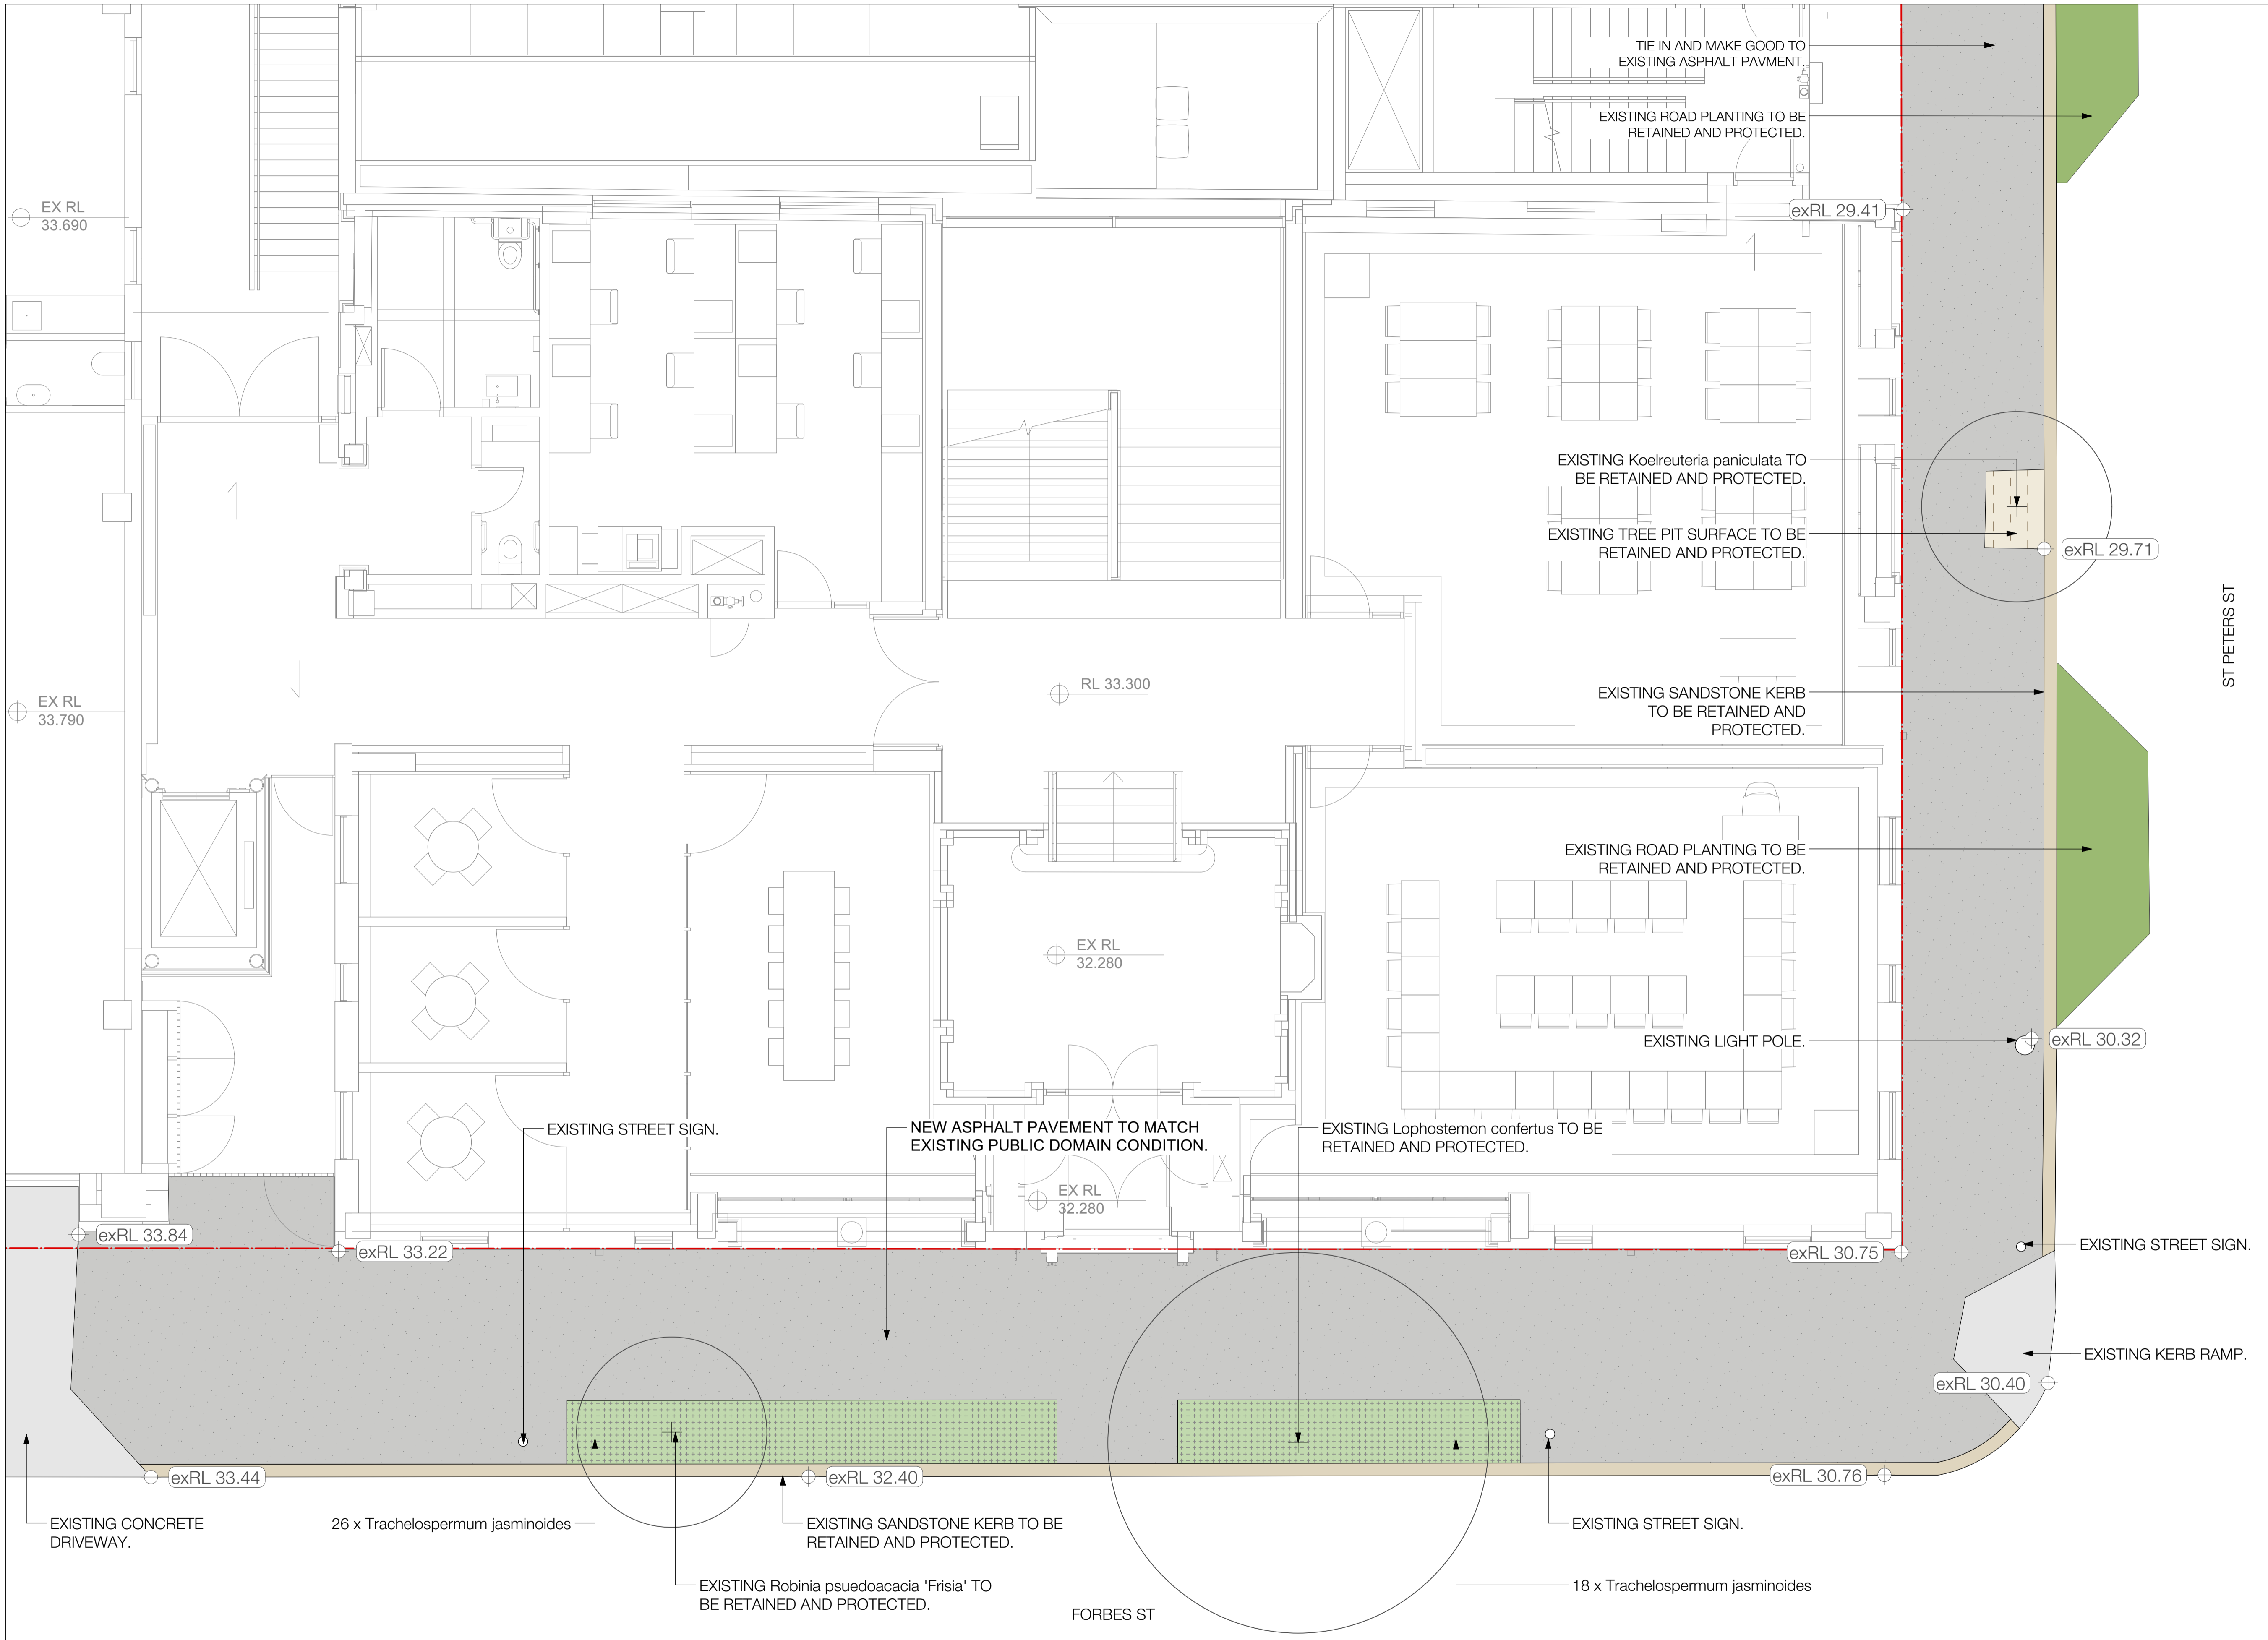 TIE IN AND MAKE GOOD TO
EXISTING ASPHALT PAVMENT.
EXISTING ROAD PLANTING TO BE
RETAINED AND PROTECTED.
EX RL
33.690
exRL 29.41
EXISTING Koelreuteria paniculata TO
BE RETAINED AND PROTECTED.
EXISTING TREE PIT SURFACE TO BE
RETAINED AND PROTECTED.
exRL 29.71
ST PETERS ST
EX RL
33.790
RL 33.300
EXISTING SANDSTONE KERB
TO BE RETAINED AND
PROTECTED.
EXISTING ROAD PLANTING TO BE
RETAINED AND PROTECTED.
EX RL
32.280
EXISTING LIGHT POLE.
exRL 30.32
EXISTING STREET SIGN.
NEW ASPHALT PAVEMENT TO MATCH
EXISTING PUBLIC DOMAIN CONDITION.
EXISTING Lophostemon confertus TO BE
RETAINED AND PROTECTED.
EX RL
32.280
exRL 33.84
exRL 33.22
exRL 30.75
EXISTING STREET SIGN.
EXISTING KERB RAMP.
exRL 30.40
exRL 33.44
exRL 32.40
exRL 30.76
EXISTING CONCRETE
DRIVEWAY.
26 x Trachelospermum jasminoides
EXISTING SANDSTONE KERB TO BE
RETAINED AND PROTECTED.
EXISTING STREET SIGN.
EXISTING Robinia psuedoacacia 'Frisia' TO
BE RETAINED AND PROTECTED.
18 x Trachelospermum jasminoides
FORBES ST